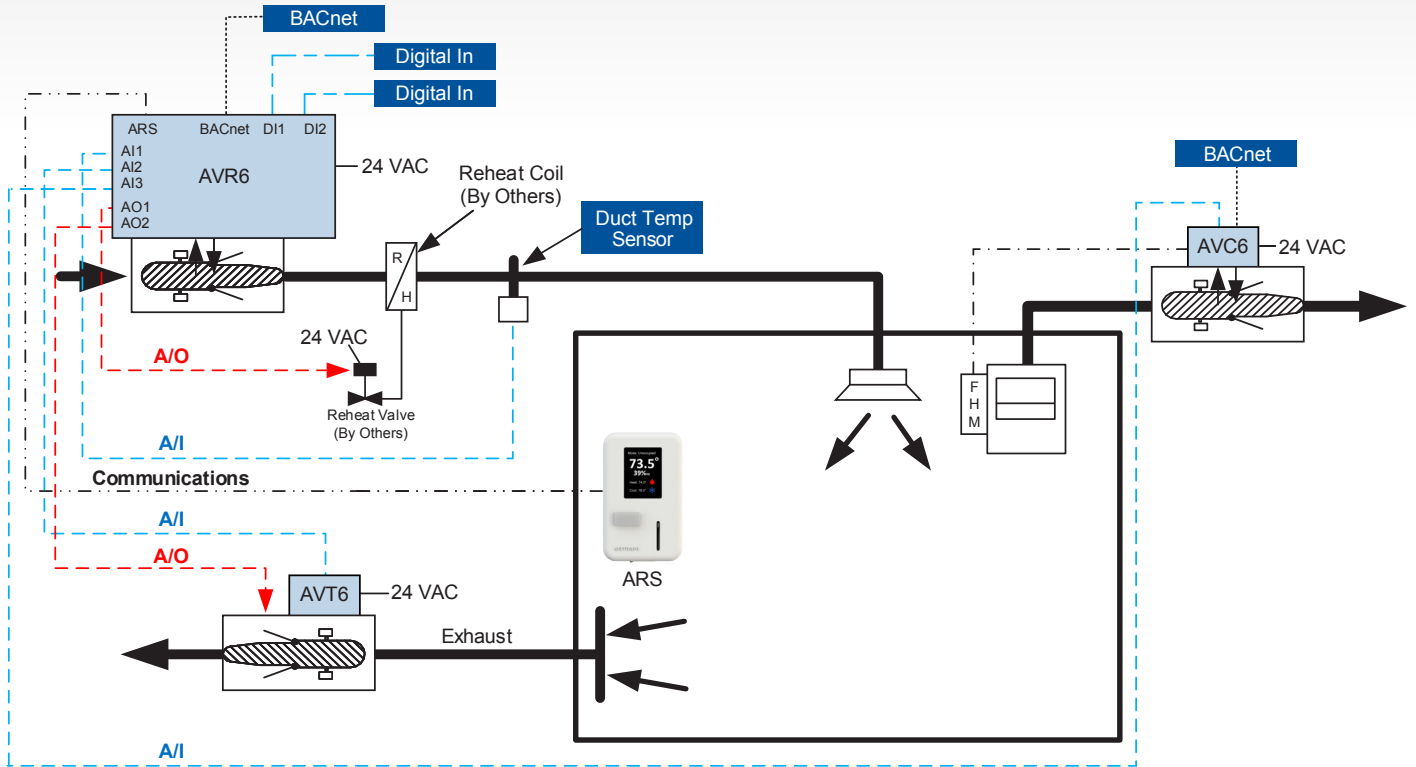 BACnet
Digital In
Digital In
ARS
BACnet
DI1
DI2
AI1
AI2
AI3
AO1
AO2
AVR6
24 VAC
Reheat Coil
(By Others)
Duct Temp
Sensor
BACnet
AVC6
24 VAC
R
H
24 VAC
A/O
Reheat Valve
(By Others)
F
H
M
A/I
Communications
73.5°
39%
ARS
A/I
A/O
AVT6
24 VAC
Exhaust
A/I